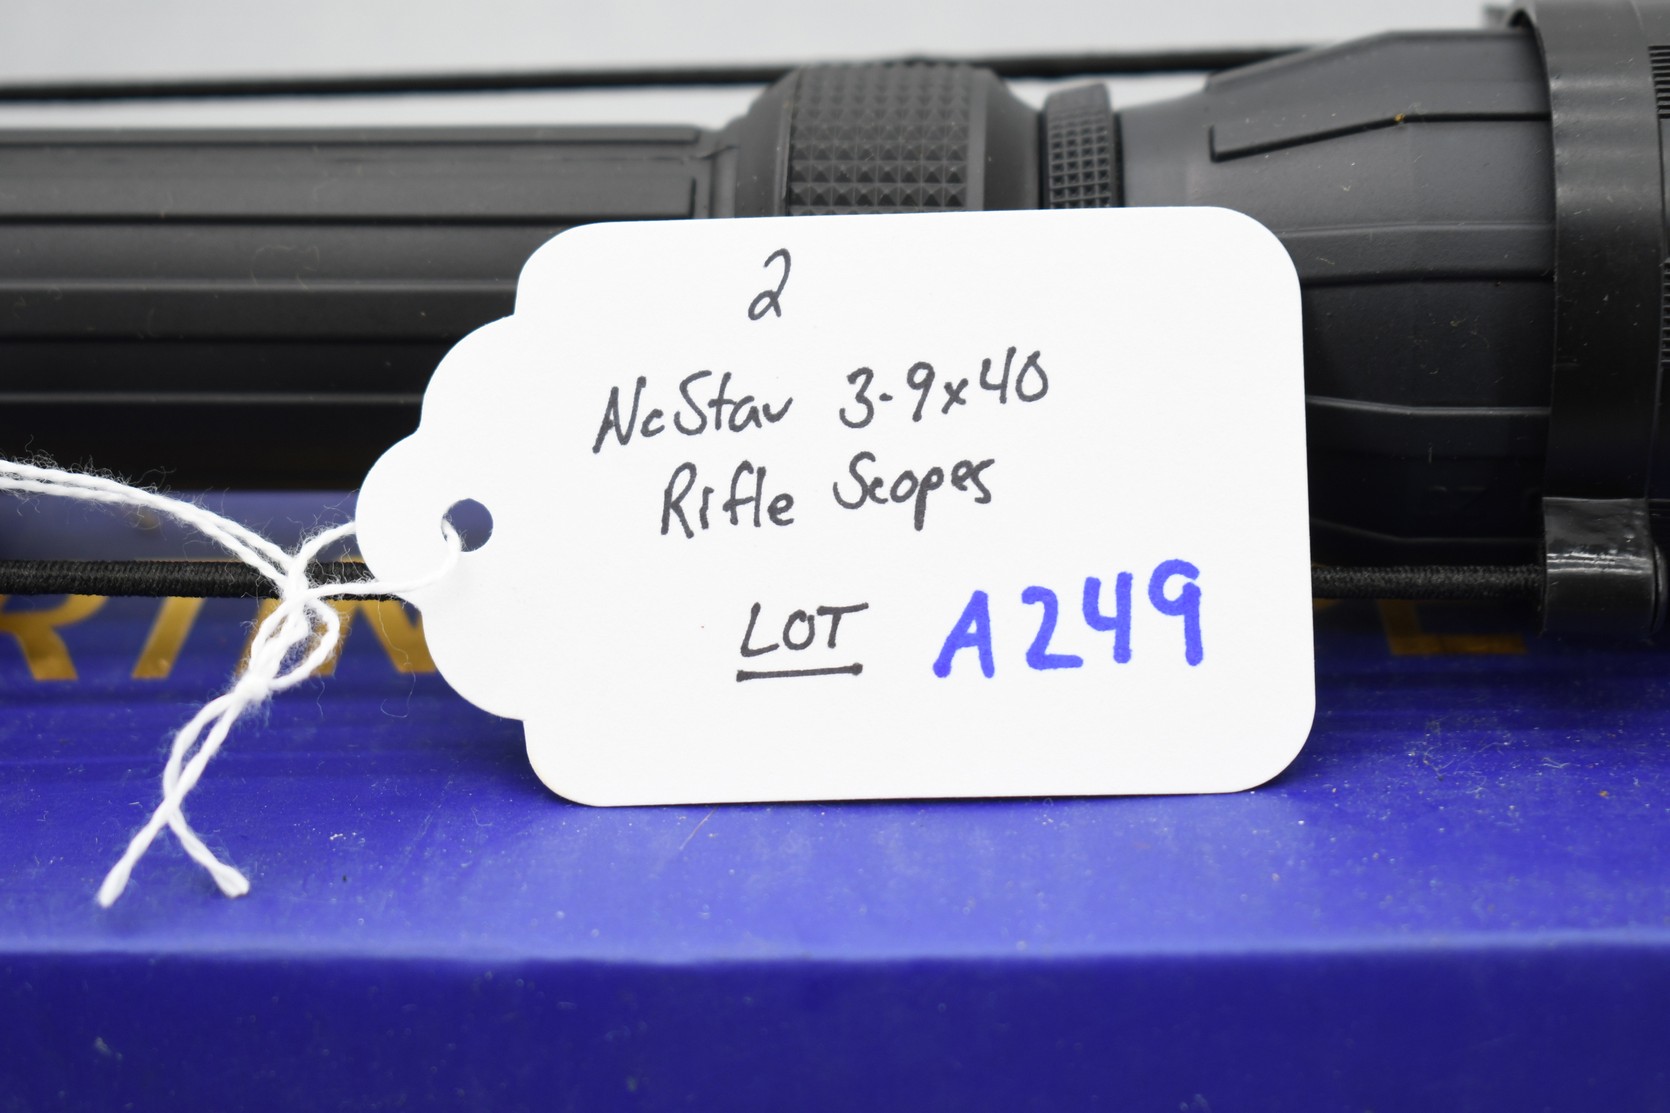 2
NcStar 3-9x40
Rifle Scopes
LOT A249